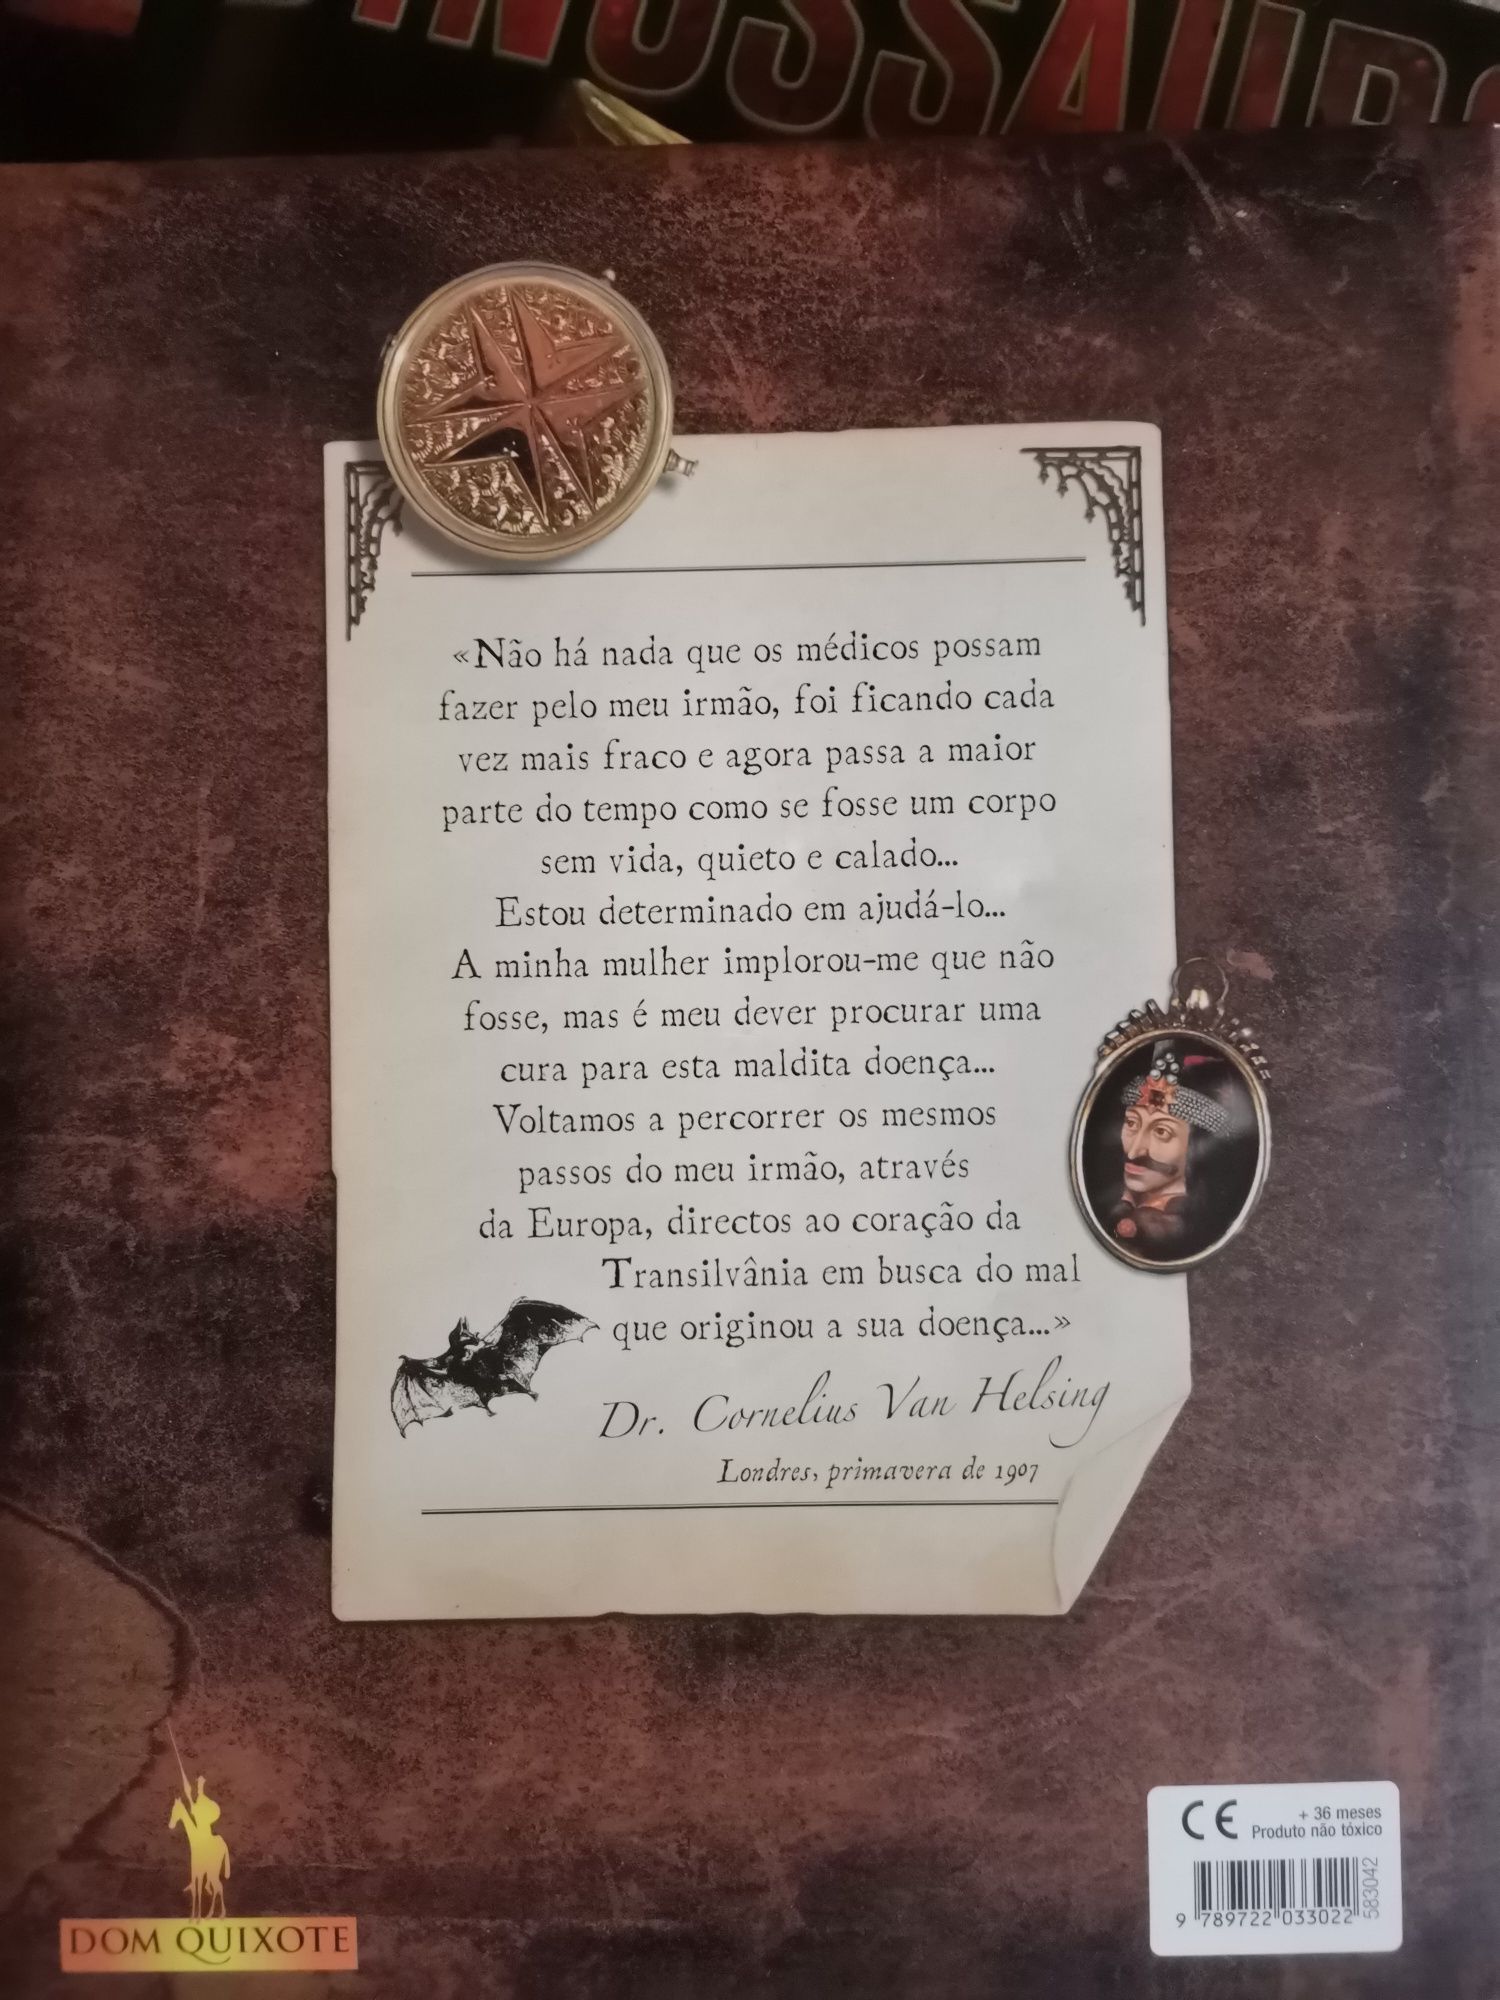 DINOSSAURO
«Não há nada que os médicos possam
fazer pelo meu irmão, foi ficando cada
vez mais fraco e agora passa a maior
parte do tempo como se fosse um corpo
sem vida, quieto e calado...
Estou determinado em ajudá-lo...
A minha mulher implorou-me que não
fosse, mas é meu dever procurar uma
cura para esta maldita doença...
Voltamos a percorrer os mesmos
passos do meu irmão, através
da Europa, directos ao coração da
Transilvânia em busca do mal
que originou a sua doença...»
Dr. Cornelius Van Helsing
Londres, primavera de 1907
DOM QUIXOTE
CE
+ 36 meses
Produto não tóxico
9 789722 033022
583042